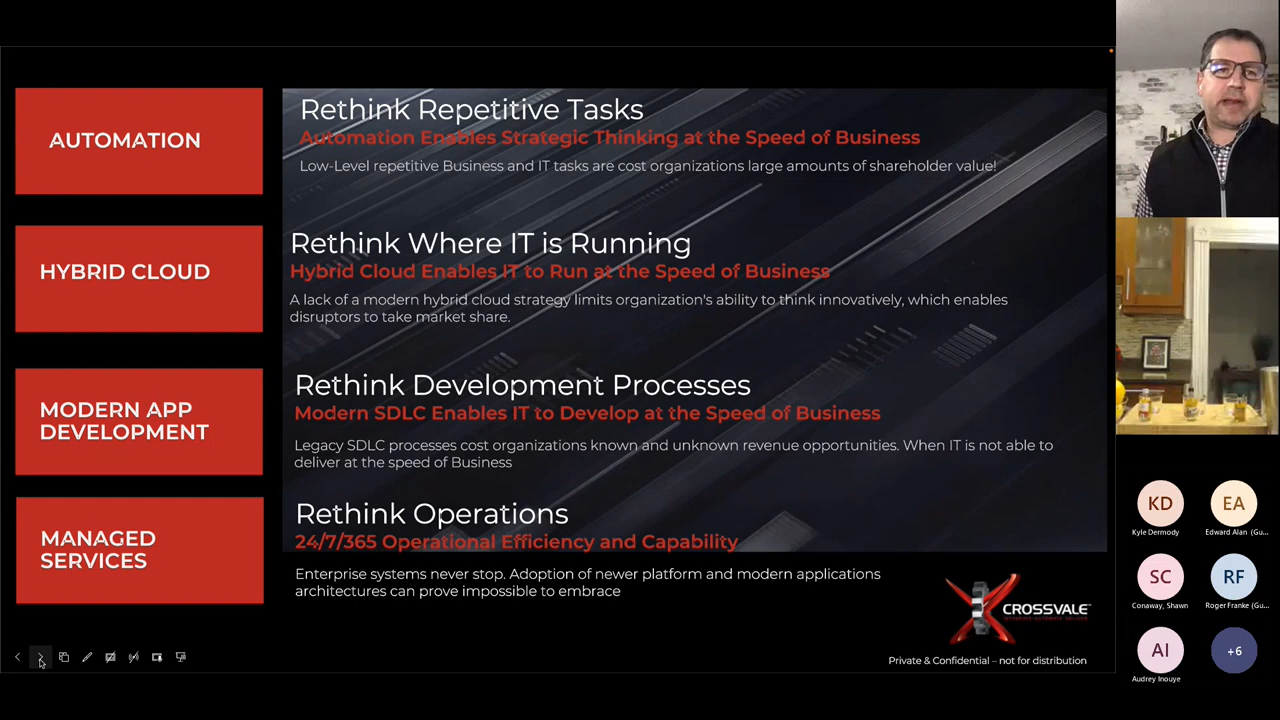 AUTOMATION
Rethink Repetitive Tasks
Automation Enables Strategic Thinking at the Speed of Business
Low-Level repetitive Business and IT tasks are cost organizations large amounts of shareholder value!
HYBRID CLOUD
Rethink Where IT is Running
Hybrid Cloud Enables IT to Run at the Speed of Business
A lack of a modern hybrid cloud strategy limits organization's ability to think innovatively, which enables
disruptors to take market share.
MODERN APP
DEVELOPMENT
Rethink Development Processes
Modern SDLC Enables IT to Develop at the Speed of Business
Legacy SDLC processes cost organizations known and unknown revenue opportunities. When IT is not able to
deliver at the speed of Business
MANAGED
SERVICES
Rethink Operations
24/7/365 Operational Efficiency and Capability
Enterprise systems never stop. Adoption of newer platform and modern applications
architectures can prove impossible to embrace
CROSSVALE
Private & Confidential – not for distribution
KD
Kyle Dermody
EA
Edward Alan (Gu...
SC
Conaway, Shawn
RF
Roger Franke (Gu...
AI
Audrey Inouye
+6